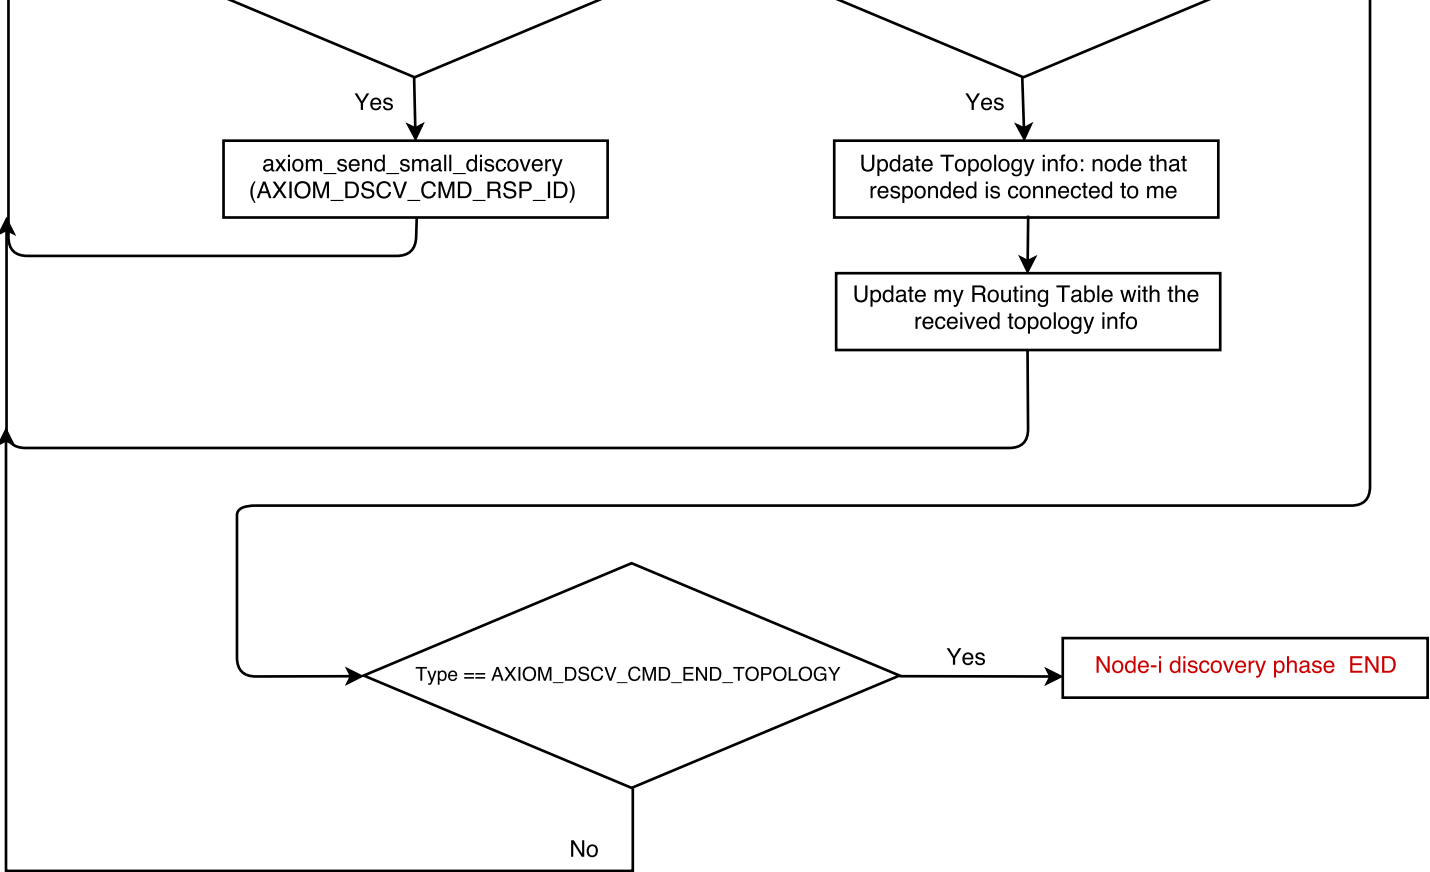 Yes
Yes
axiom_send_small_discovery
(AXIOM_DSCV_CMD_RSP_ID)
Update Topology info: node that
responded is connected to me
Update my Routing Table with the
received topology info
Type == AXIOM_DSCV_CMD_END_TOPOLOGY
Yes
Node-i discovery phase  END
No